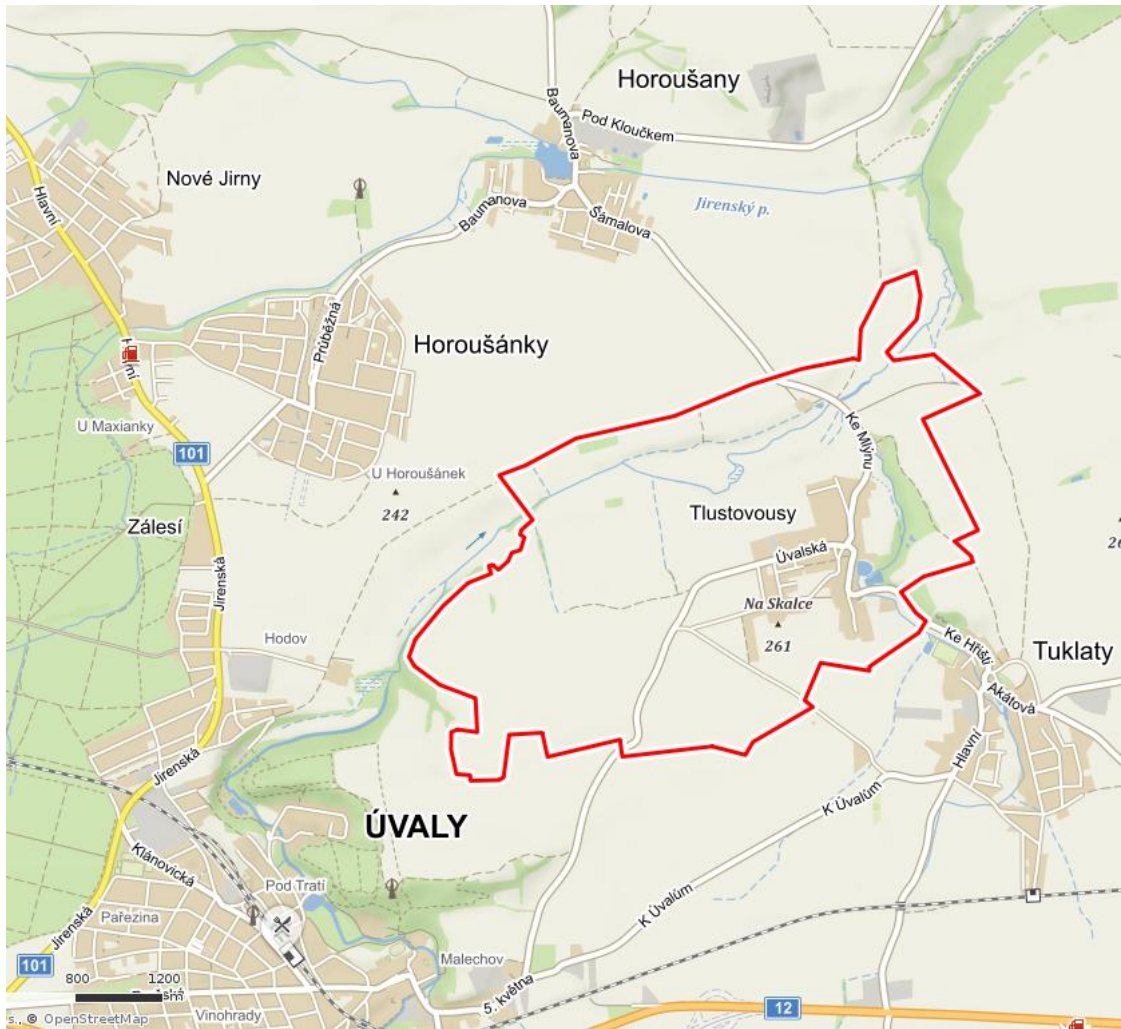 Horoušany
Pod Kloučkem
Baumanova
Nové Jirny
Hlavní
Baumanova
Šámalova
Jirenský p.
Průběžná
Horoušánky
U Maxianky
101
U Horoušánek
242
Ke Mlýnu
Tlustovousy
Zálesí
Úvalská
Jirenská
Na Skalce
261
Hodov
Ke Hřišti
Tuklaty
Akátová
Hlavní
Jirenská
K Úvalům
ÚVALY
Klánovická
Pod Tratí
K Úvalům
Pařezina
Jirenská
Malechov
101
800
1200
m
5. května
12
Vinohrady
© OpenStreetMap